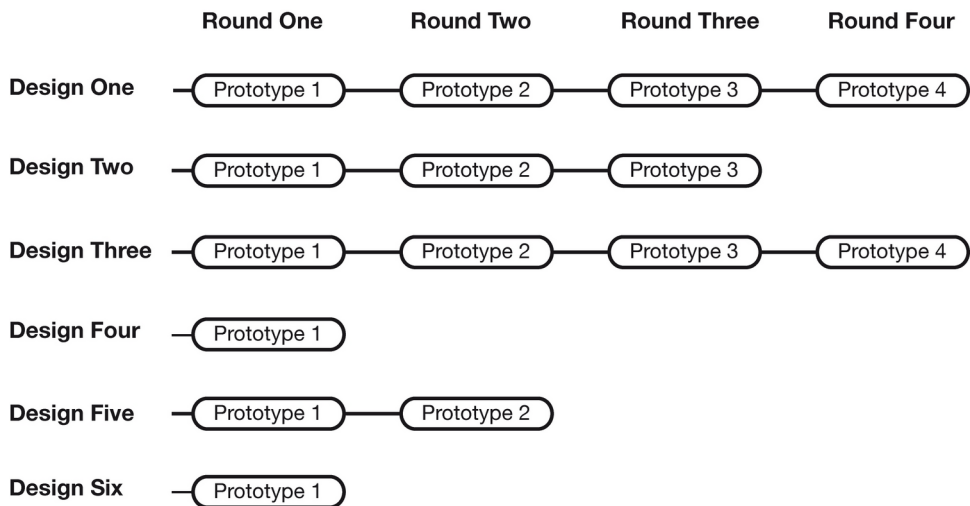 Round One Round Two Round Three Round Four
Design One Prototype 1 Prototype 2 Prototype 3 Prototype 4
Design Two Prototype 1 Prototype 2 Prototype 3
Design Three Prototype 1 Prototype 2 Prototype 3 Prototype 4
Design Four Prototype 1
Design Five Prototype 1 Prototype 2
Design Six Prototype 1